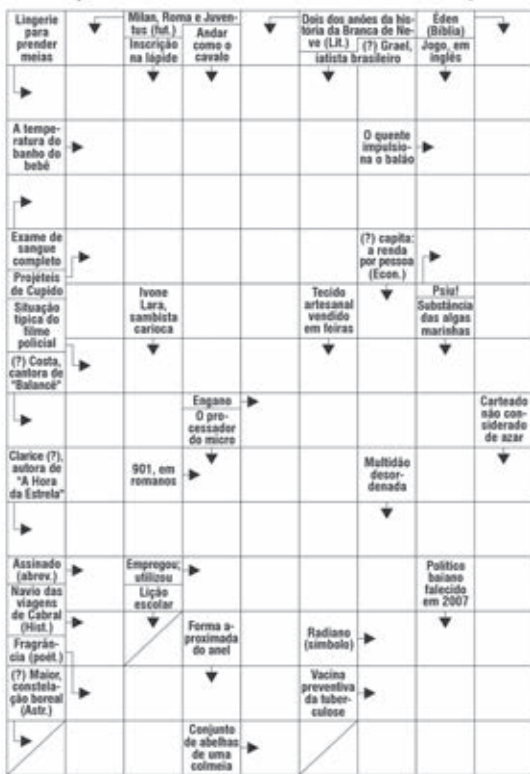 Lingerie
para
prender
meias
Milan, Roma e Juven-
tus (fut.)
Inscrição
na lápide
Andar
como o
cavalo
Dois dos anões da his-
tória da Branca de Ne-
ve (Lit.)
(?) Grael,
iatista brasileiro
Éden
(Bíblia)
Jogo, em
inglês
A tempe-
ratura do
banho do
bebê
O quente
impulsio-
na o balão
Exame de
sangue
completo
Projéteis
de Cupido
(?) capita:
a renda
por pessoa
(Econ.)
Situação
típica do
filme
policial
(?) Costa,
cantora de
"Balancê"
Ivone
Lara,
sambista
carioca
Tecido
artesanal
vendido
em feiras
Psiu!
Substância
das algas
marinhas
Engano
O pro-
cessador
do micro
Carteado
não con-
siderado
de azar
Clarice (?),
autora de
"A Hora
da Estrela"
901, em
romanos
Multidão
desor-
denada
Assinado
(abrev.)
Navio das
viagens
de Cabral
(Hist.)
Empregou;
utilizou
Lição
escolar
Político
baiano
falecido
em 2007
Fragrân-
cia (poét.)
(?) Maior,
constela-
ção boreal
(Astr.)
Forma a-
proximada
do anel
Radiano
(símbolo)
Vacina
preventiva
da tuber-
culose
Conjunto
de abelhas
de uma
colmeia